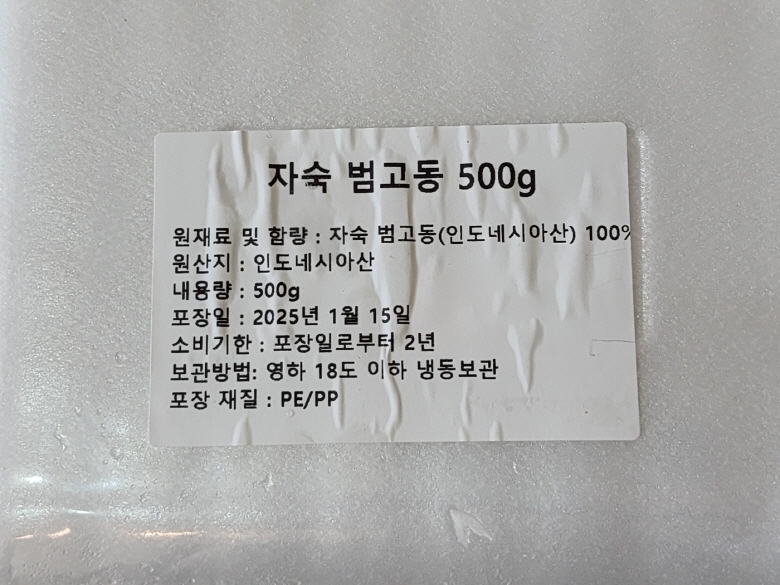 자숙 범고동 500g
원재료 및 함량 : 자숙 범고동(인도네시아산) 100%
원산지 : 인도네시아산
내용량 : 500g
포장일 : 2025년 1월 15일
소비기한 : 포장일로부터 2년
보관방법: 영하 18도 이하 냉동보관
포장 재질 : PE/PP